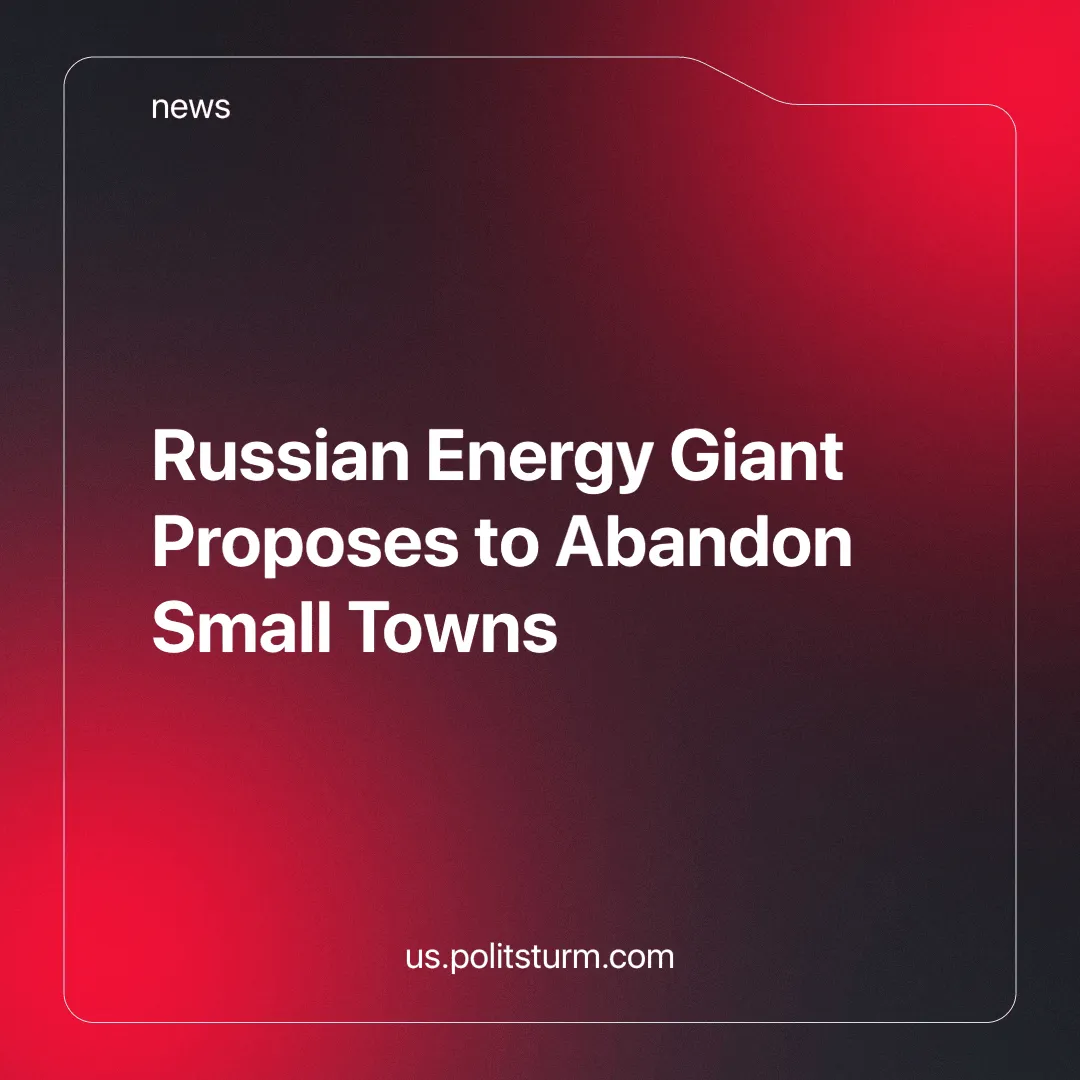 news
Russian Energy Giant
Proposes to Abandon
Small Towns
us.politsturm.com